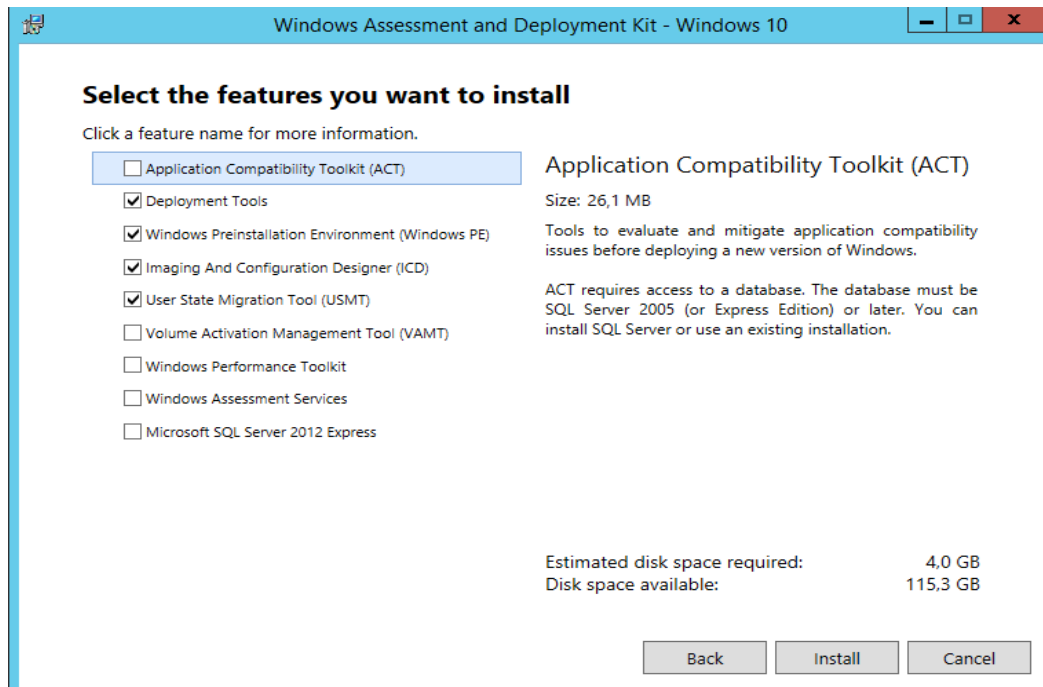 Windows Assessment and Deployment Kit - Windows 10
Select the features you want to install
Click a feature name for more information.
Application Compatibility Toolkit (ACT)
Deployment Tools
Windows Preinstallation Environment (Windows PE)
Imaging And Configuration Designer (ICD)
User State Migration Tool (USMT)
Volume Activation Management Tool (VAMT)
Windows Performance Toolkit
Windows Assessment Services
Microsoft SQL Server 2012 Express
Application Compatibility Toolkit (ACT)
Size: 26,1 MB
Tools to evaluate and mitigate application compatibility
issues before deploying a new version of Windows.
ACT requires access to a database. The database must be
SQL Server 2005 (or Express Edition) or later. You can
install SQL Server or use an existing installation.
Estimated disk space required: 4,0 GB
Disk space available: 115,3 GB
Back Install Cancel